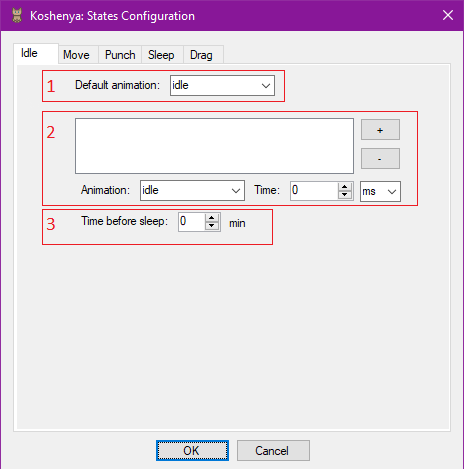 Koshenya: States Configuration
Idle Move Punch Sleep Drag
1 Default animation: idle
2
+
-
Animation: idle Time: 0 ms
3 Time before sleep: 0 min
OK Cancel